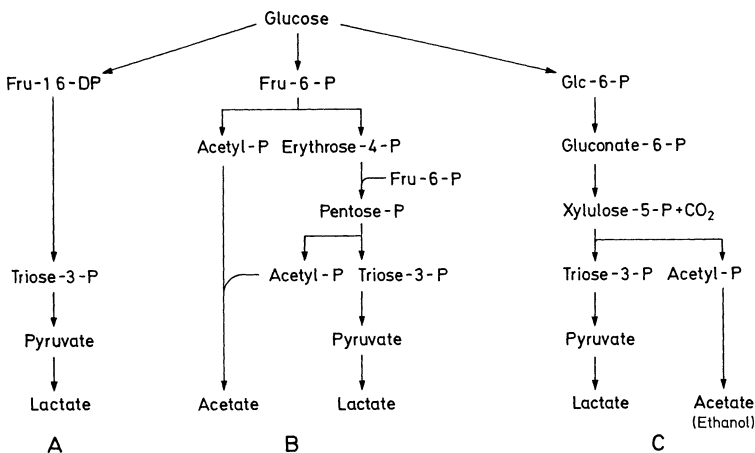 Glucose
Fru-1 6-DP
Fru-6-P
Glc-6-P
Acetyl-P Erythrose-4-P
Gluconate-6-P
Fru-6-P
Pentose-P
Xylulose-5-P+CO₂
Triose-3-P
Acetyl-P Triose-3-P
Triose-3-P Acetyl-P
Pyruvate
Pyruvate
Pyruvate
Lactate
Acetate
Lactate
Lactate
Acetate
(Ethanol)
A
B
C